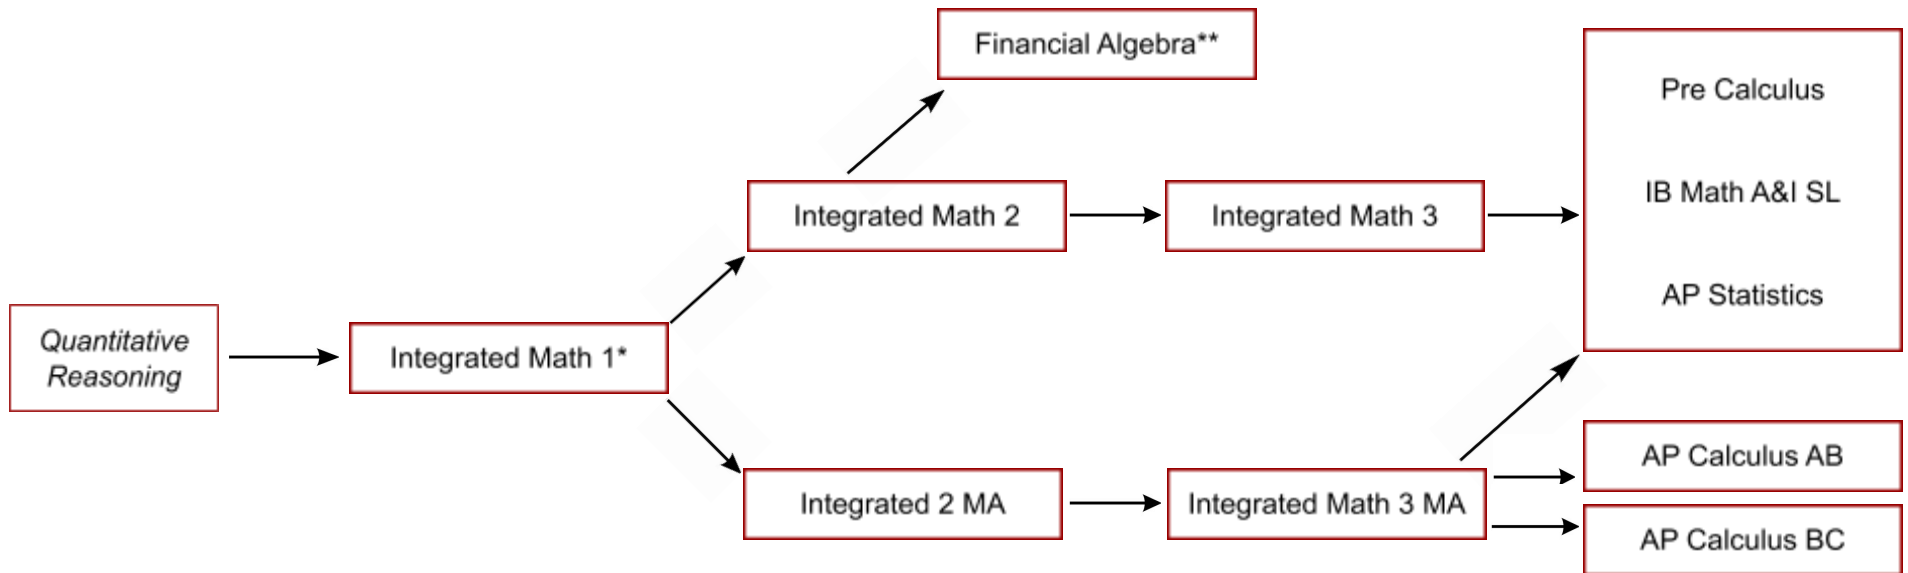 Financial Algebra**
Pre Calculus
IB Math A&I SL
AP Statistics
Integrated Math 2
Integrated Math 3
Quantitative
Reasoning
Integrated Math 1*
Integrated 2 MA
Integrated Math 3 MA
AP Calculus AB
AP Calculus BC